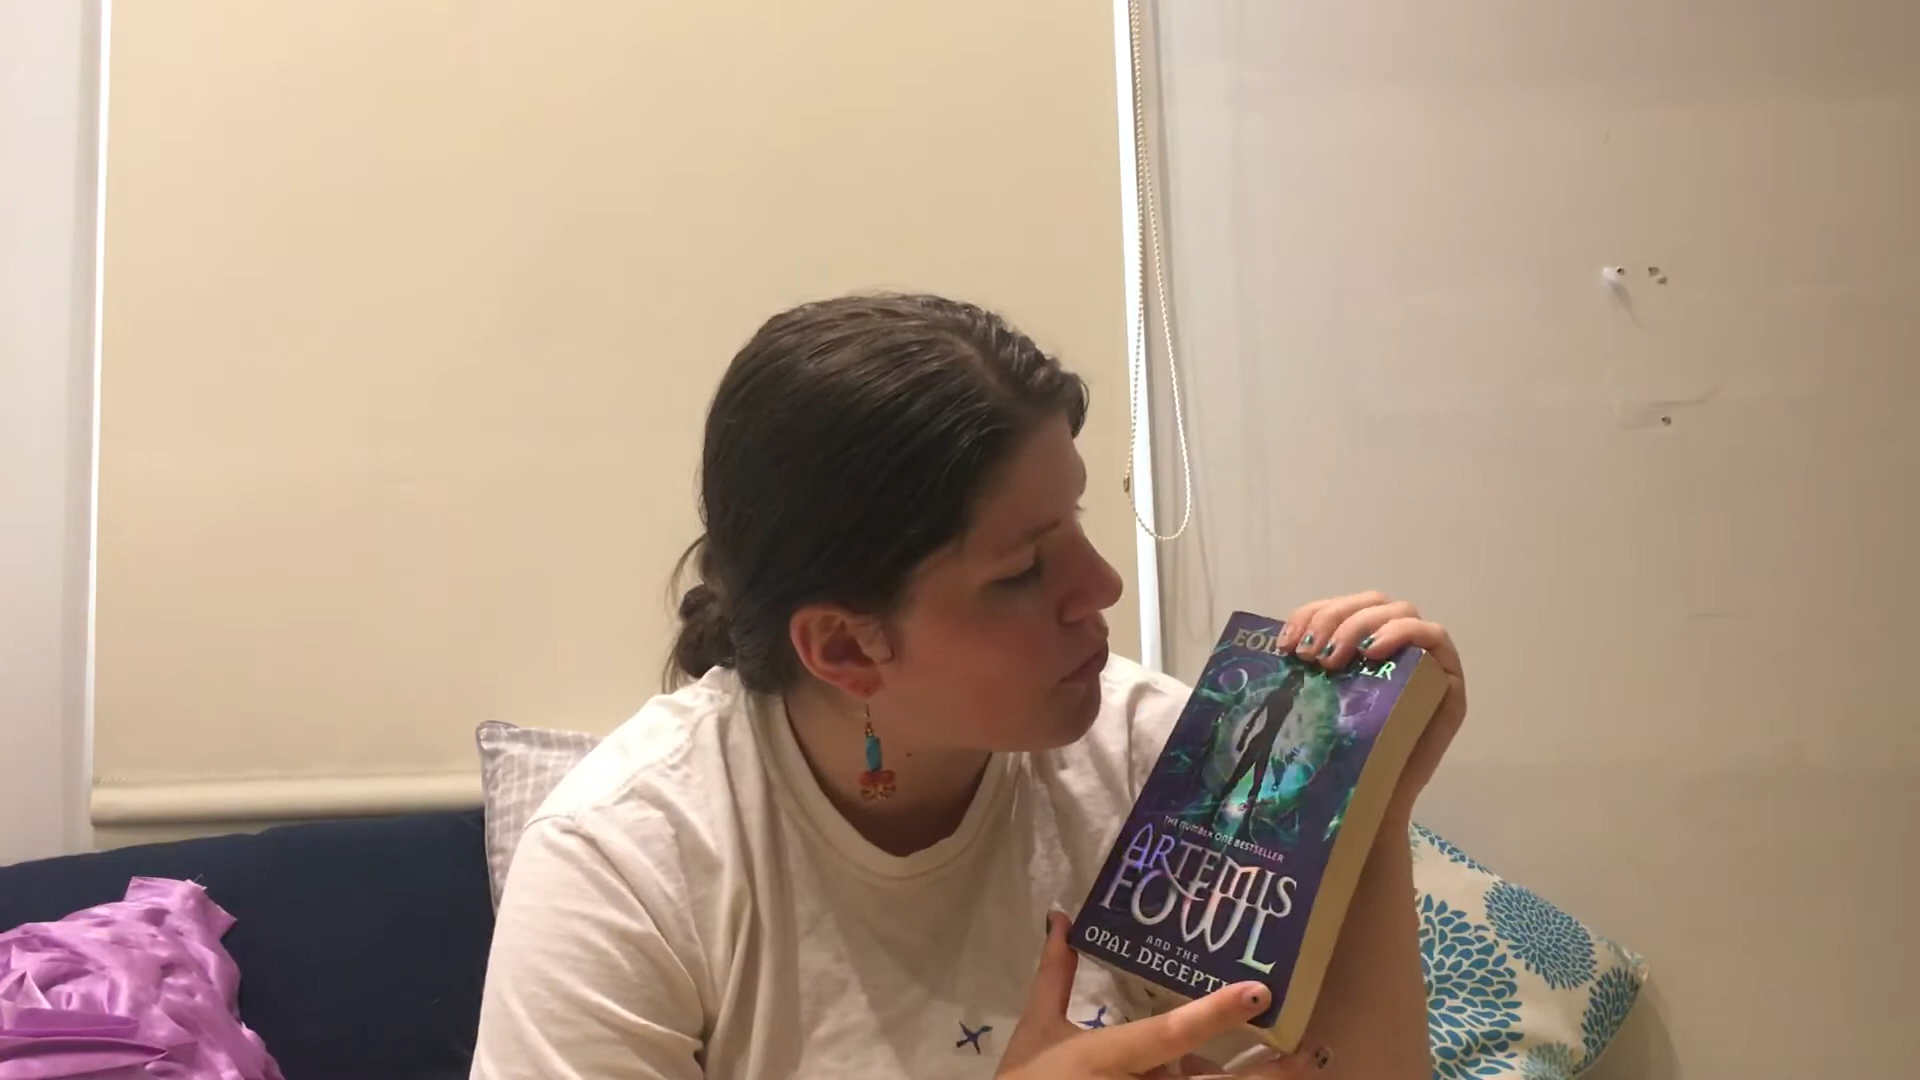 THE NUMBER ONE BESTSELLER
ARTEMIS
FOWL
AND THE
OPAL